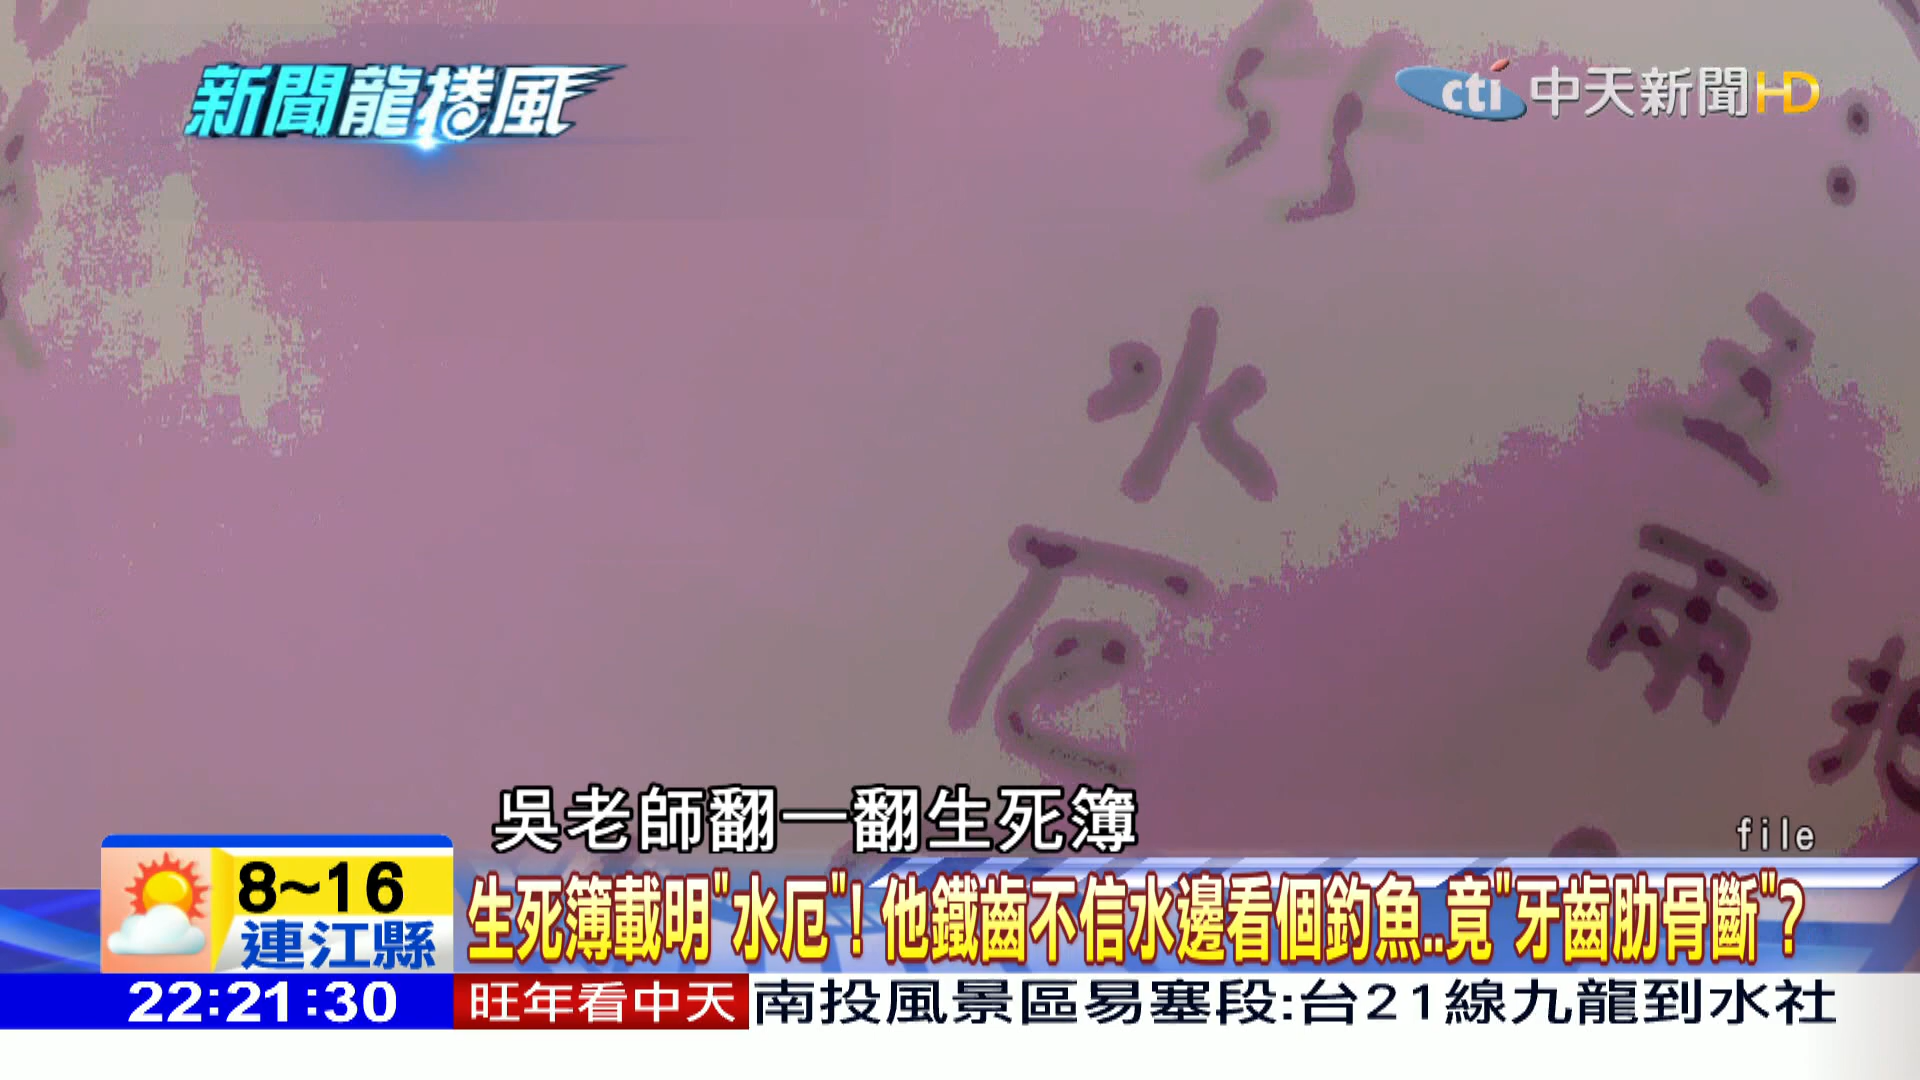 新聞龍捲風
cti 中天新聞HD
水厄
三兩
吳老師翻一翻生死簿
file
生死簿載明"水厄"！他鐵齒不信水邊看個釣魚..竟"牙齒肋骨斷"？
8~16
連江縣
22:21:30
旺年看中天
南投風景區易塞段:台21線九龍到水社